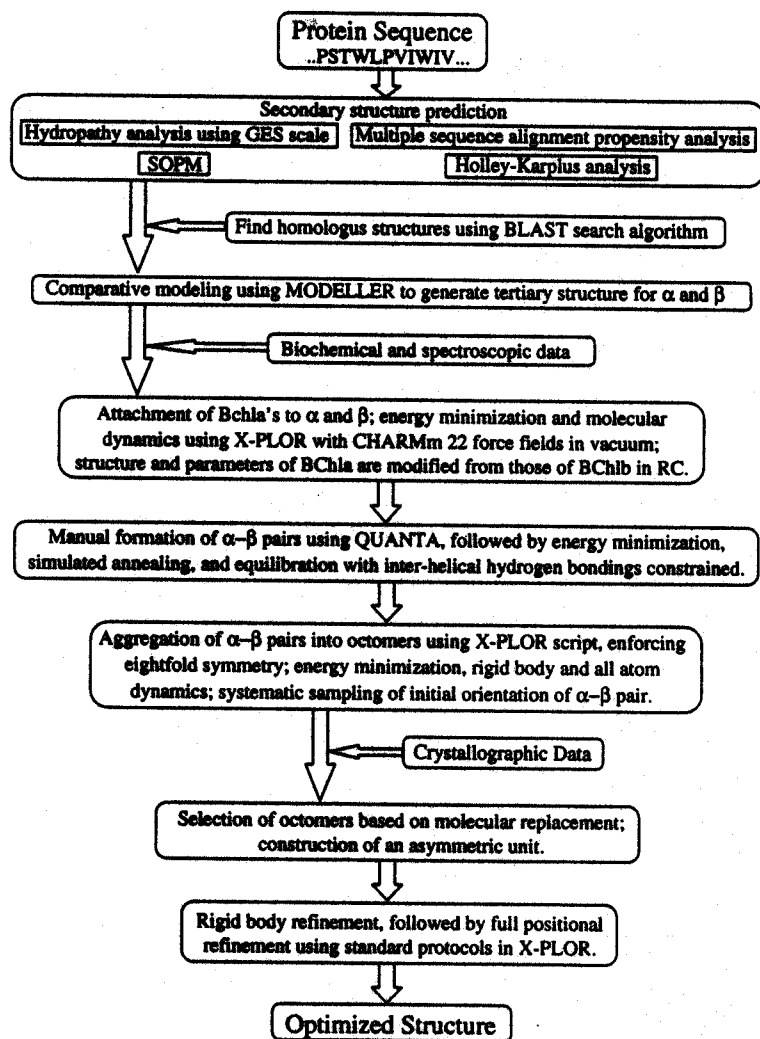 Protein Sequence
..PSTWLPVIWIV...
Secondary structure prediction
Hydropathy analysis using GES scale
Multiple sequence alignment propensity analysis
SOPM
Holley-Karplus analysis
Find homologus structures using BLAST search algorithm
Comparative modeling using MODELLER to generate tertiary structure for α and β
Biochemical and spectroscopic data
Attachment of Bchla's to α and β; energy minimization and molecular
dynamics using X-PLOR with CHARMm 22 force fields in vacuum;
structure and parameters of BChla are modified from those of BChlb in RC.
Manual formation of α–β pairs using QUANTA, followed by energy minimization,
simulated annealing, and equilibration with inter-helical hydrogen bondings constrained.
Aggregation of α–β pairs into octomers using X-PLOR script, enforcing
eightfold symmetry; energy minimization, rigid body and all atom
dynamics; systematic sampling of initial orientation of α–β pair.
Crystallographic Data
Selection of octomers based on molecular replacement;
construction of an asymmetric unit.
Rigid body refinement, followed by full positional
refinement using standard protocols in X-PLOR.
Optimized Structure